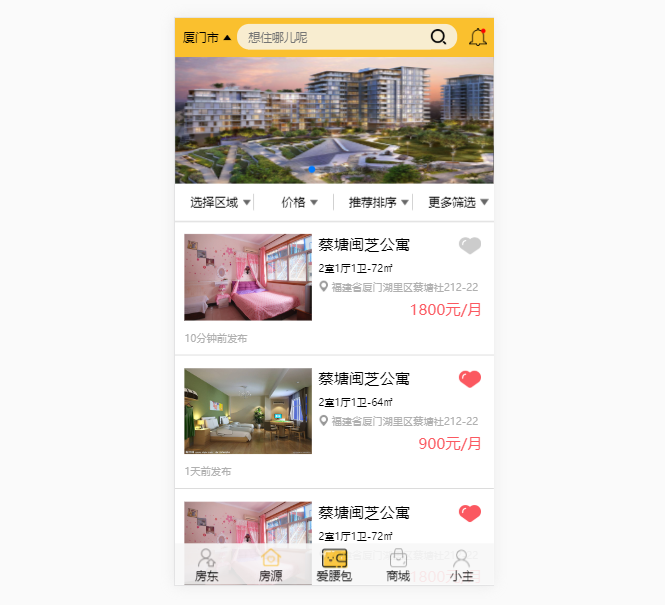 厦门市 想住哪儿呢
选择区域 价格 推荐排序 更多筛选
蔡塘闽芝公寓
2室1厅1卫-72㎡
福建省厦门湖里区蔡塘社212-22
1800元/月
10分钟前发布
蔡塘闽芝公寓
2室1厅1卫-64㎡
福建省厦门湖里区蔡塘社212-22
900元/月
1天前发布
蔡塘闽芝公寓
2室1厅1卫-72㎡
1800元/月
房东 房源 爱腰包 商城 小主